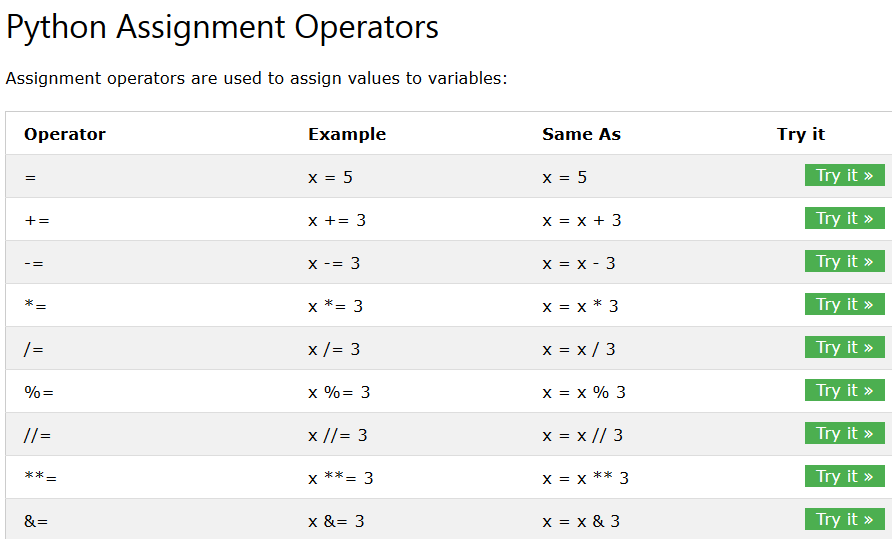 Python Assignment Operators
Assignment operators are used to assign values to variables:
Operator Example Same As Try it
= x = 5 x = 5 Try it »
+= x += 3 x = x + 3 Try it »
-= x -= 3 x = x - 3 Try it »
*= x *= 3 x = x * 3 Try it »
/= x /= 3 x = x / 3 Try it »
%= x %= 3 x = x % 3 Try it »
//= x //= 3 x = x // 3 Try it »
**= x **= 3 x = x ** 3 Try it »
&= x &= 3 x = x & 3 Try it »